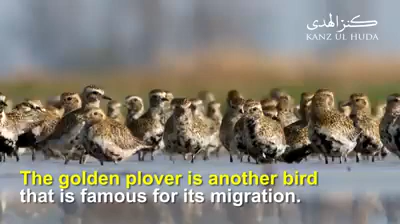 كنز الهدى
KANZ UL HUDA
The golden plover is another bird
that is famous for its migration.